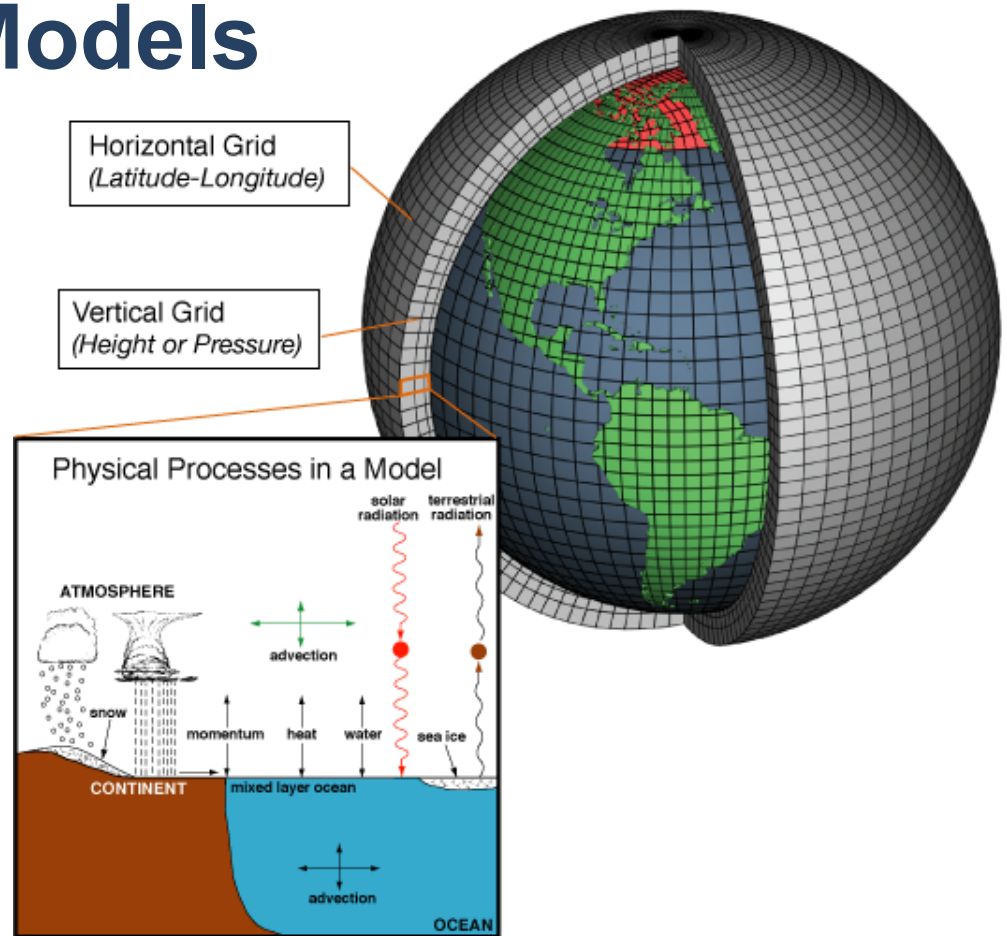 Models
Horizontal Grid
(Latitude-Longitude)
Vertical Grid
(Height or Pressure)
Physical Processes in a Model
solar
radiation
terrestrial
radiation
ATMOSPHERE
advection
snow
momentum
heat
water
sea ice
CONTINENT
mixed layer ocean
advection
OCEAN